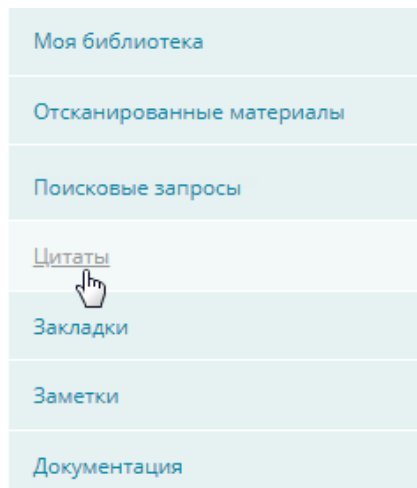 Моя библиотека
Отсканированные материалы
Поисковые запросы
Цитаты
Закладки
Заметки
Документация